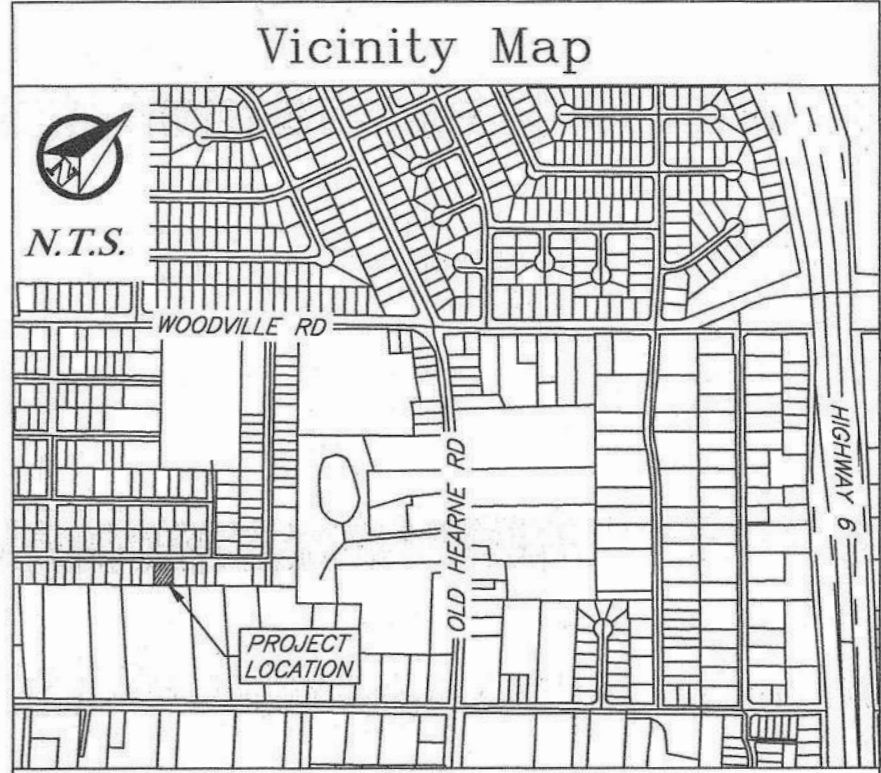 Vicinity Map
N
N.T.S.
WOODVILLE RD
OLD HEARNE RD
HIGHWAY 6
PROJECT
LOCATION